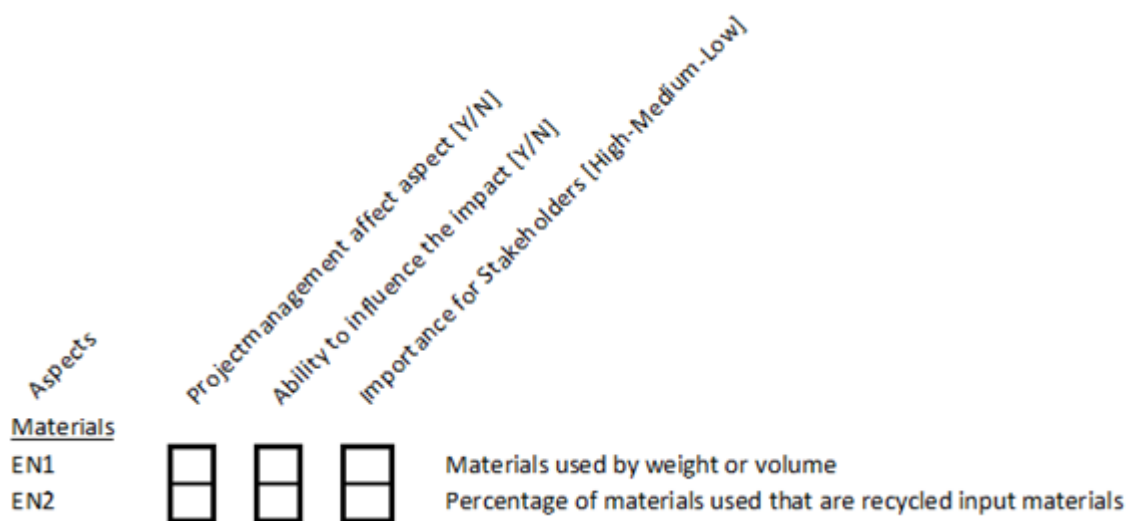 Aspects
Projectmanagement affect aspect [Y/N]
Ability to influence the impact [Y/N]
Importance for Stakeholders [High-Medium-Low]
Materials
EN1 Materials used by weight or volume
EN2 Percentage of materials used that are recycled input materials